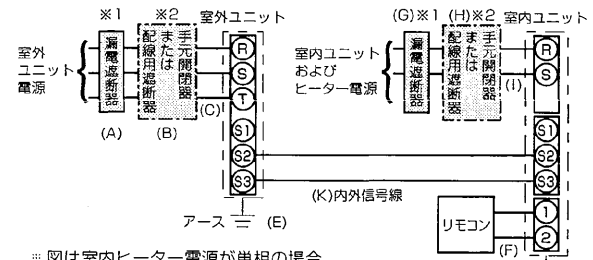 ※1
※2
室外ユニット
(G)※1
(H)※2
室内ユニット
室外
ユニット
電源
漏電遮断器
手元開閉器
または
配線用遮断器
(A)
(B)
(C)
R
S
T
S1
S2
S3
アース
(E)
室内ユニット
および
ヒーター電源
漏電遮断器
手元開閉器
または
配線用遮断器
(I)
R
S
S1
S2
S3
(K)内外信号線
リモコン
1
2
(F)
※図は室内ヒーター電源が単相の場合